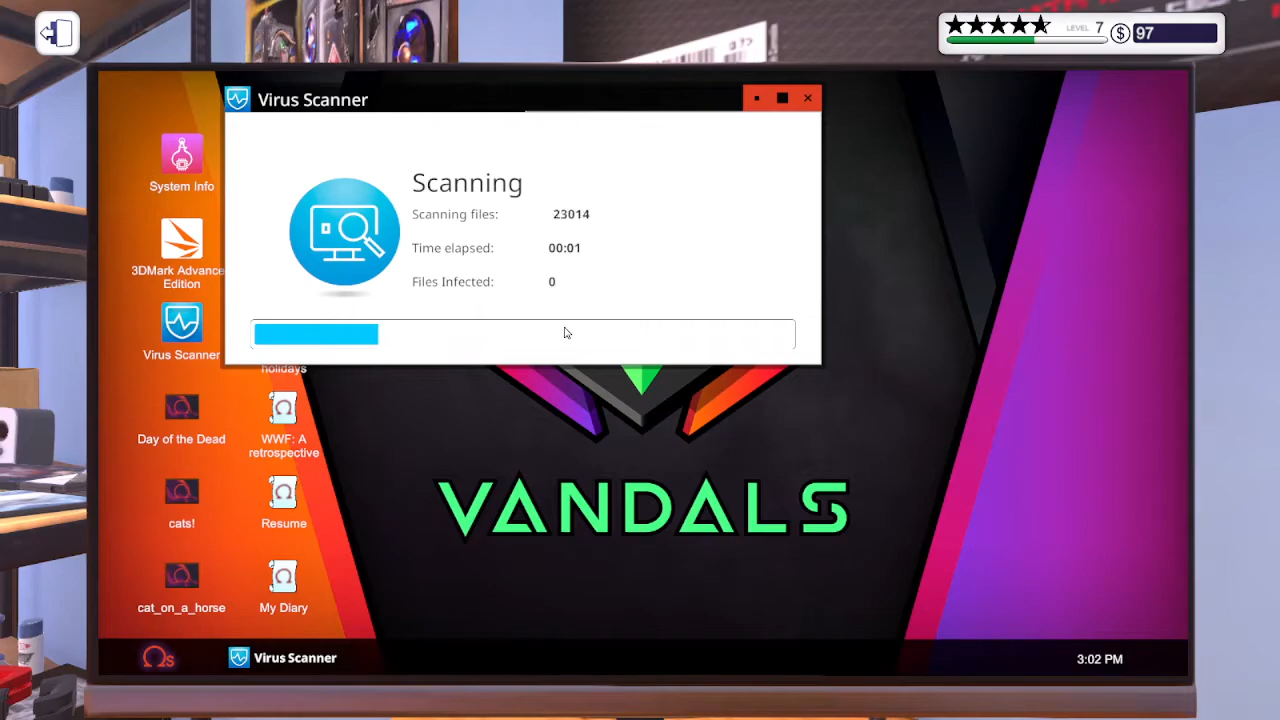 LEVEL 7
$ 97
Virus Scanner
System Info
Scanning
Scanning files: 23014
3DMark Advance
Edition
Time elapsed: 00:01
Files Infected: 0
Virus Scanner
holidays
Day of the Dead
WWF: A
retrospective
cats!
Resume
VANDALS
cat_on_a_horse
My Diary
Ωs
Virus Scanner
3:02 PM